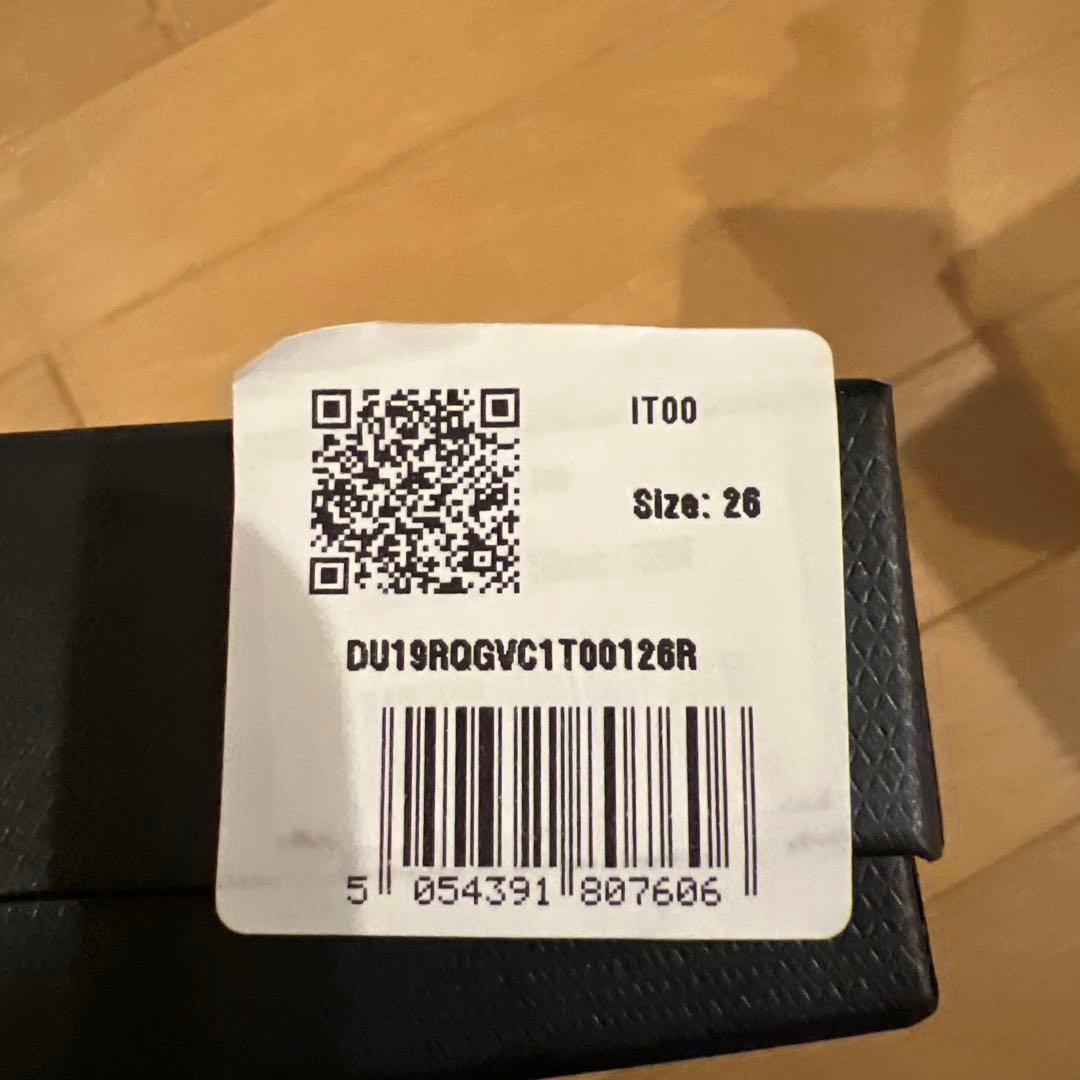 IT00
Size: 26
DU19RQGVC1T00126R
5 054391 807606